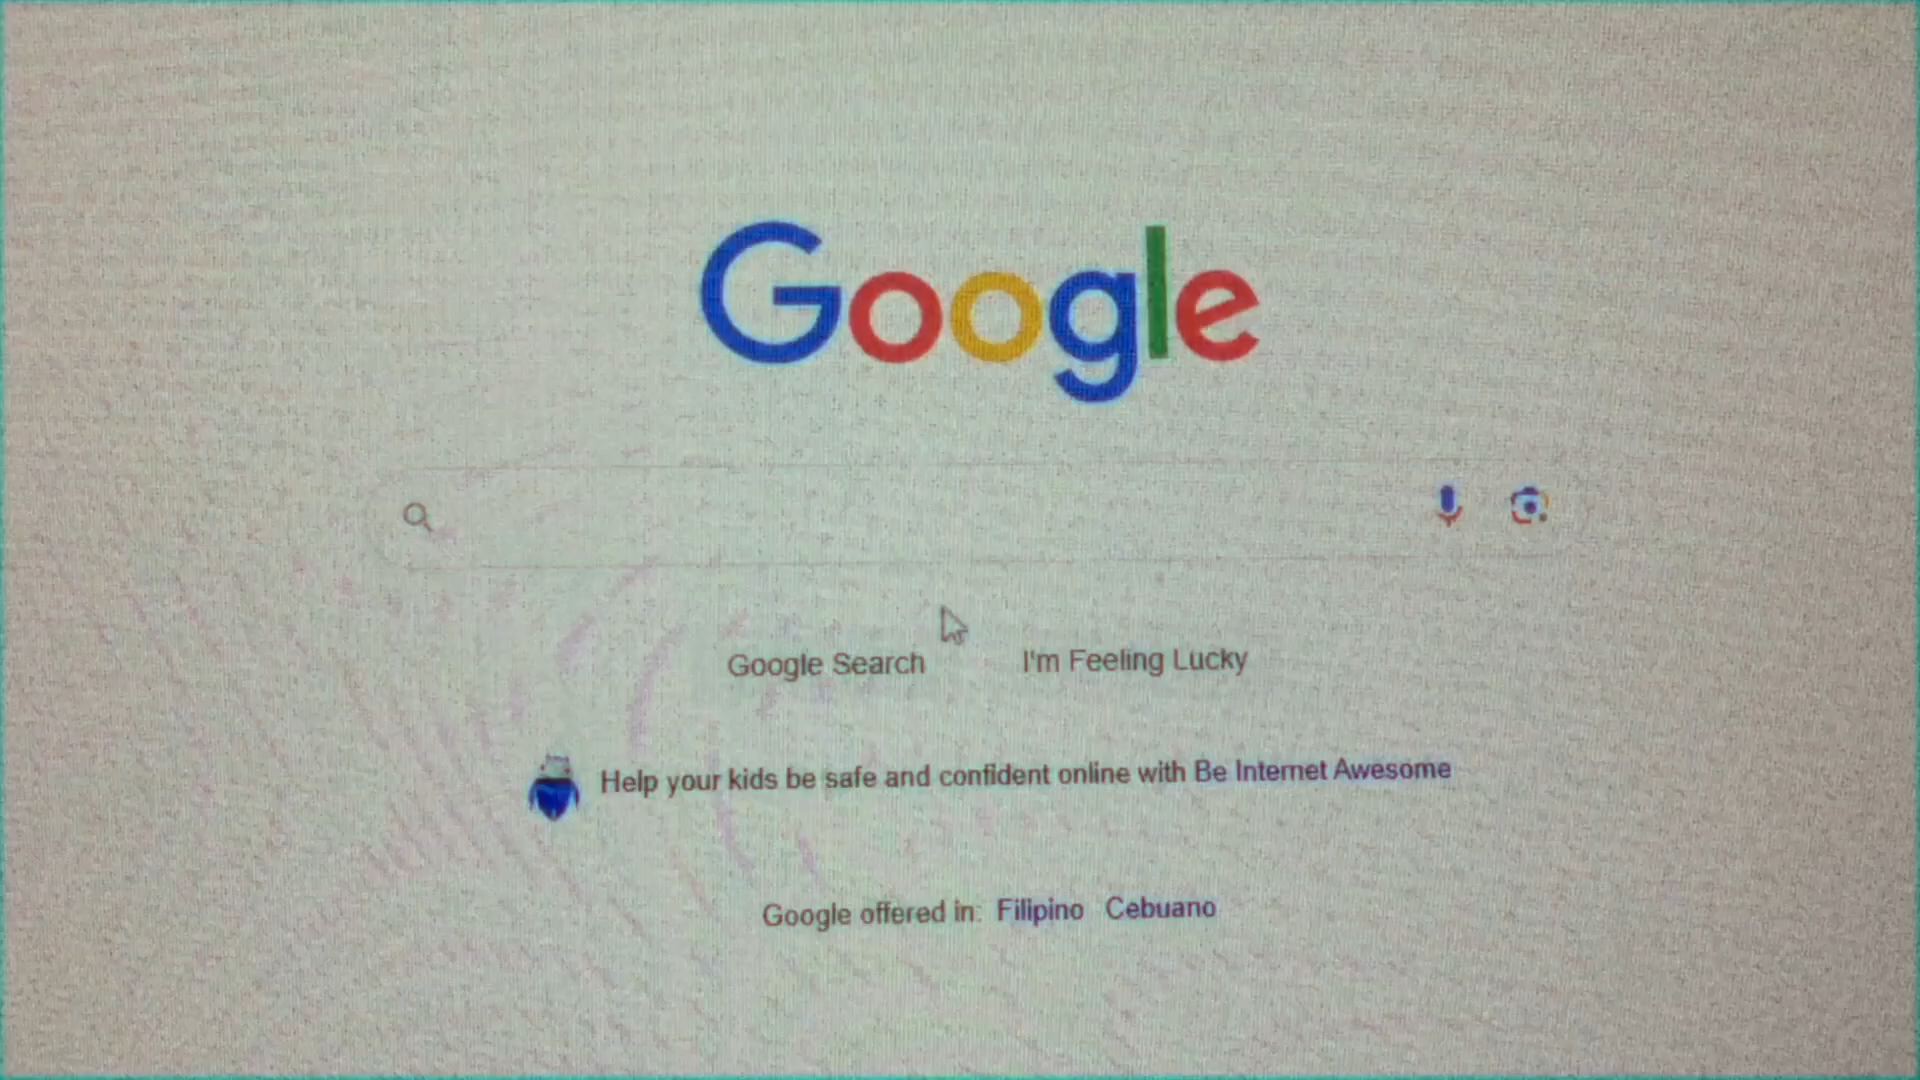 Google
Google Search I'm Feeling Lucky
Help your kids be safe and confident online with Be Internet Awesome
Google offered in: Filipino Cebuano